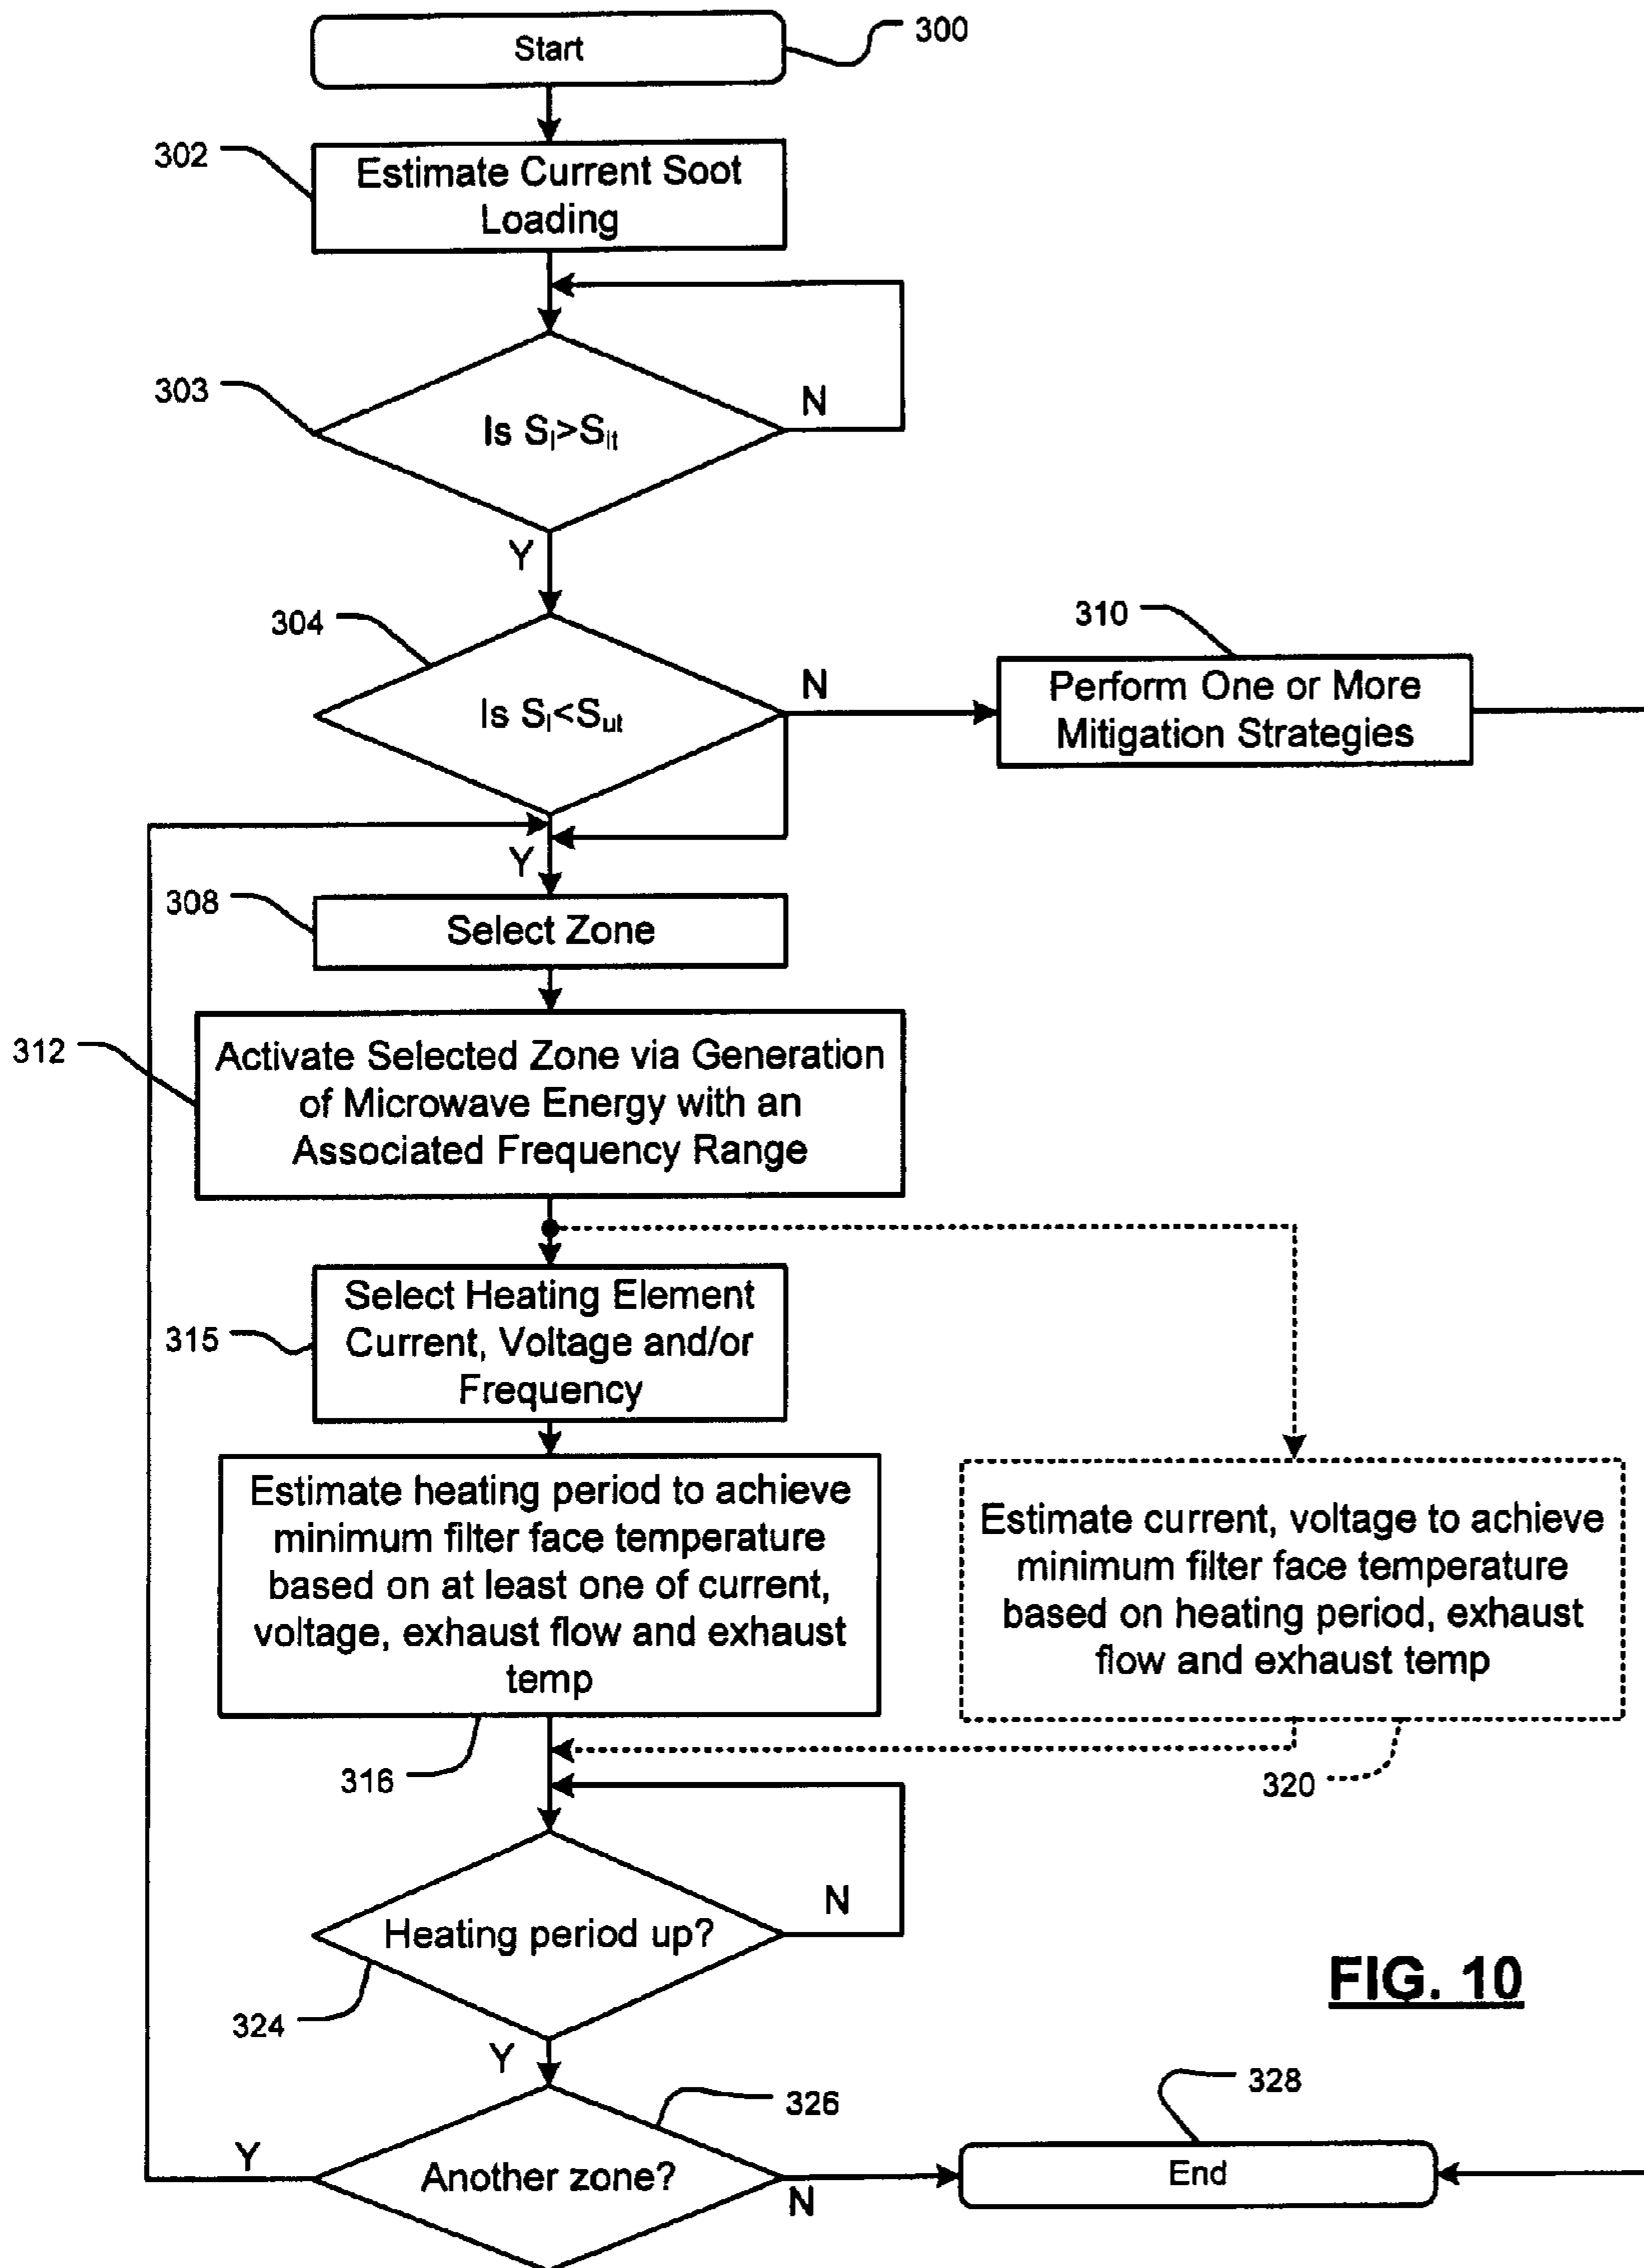 Start
300
302
Estimate Current Soot
Loading
303
Is Sl>Slt
N
Y
304
Is Sl<Sut
N
310
Perform One or More
Mitigation Strategies
Y
308
Select Zone
312
Activate Selected Zone via Generation
of Microwave Energy with an
Associated Frequency Range
315
Select Heating Element
Current, Voltage and/or
Frequency
Estimate heating period to achieve
minimum filter face temperature
based on at least one of current,
voltage, exhaust flow and exhaust
temp
316
Estimate current, voltage to achieve
minimum filter face temperature
based on heating period, exhaust
flow and exhaust temp
320
Heating period up?
N
324
Y
FIG. 10
326
Another zone?
Y
N
328
End